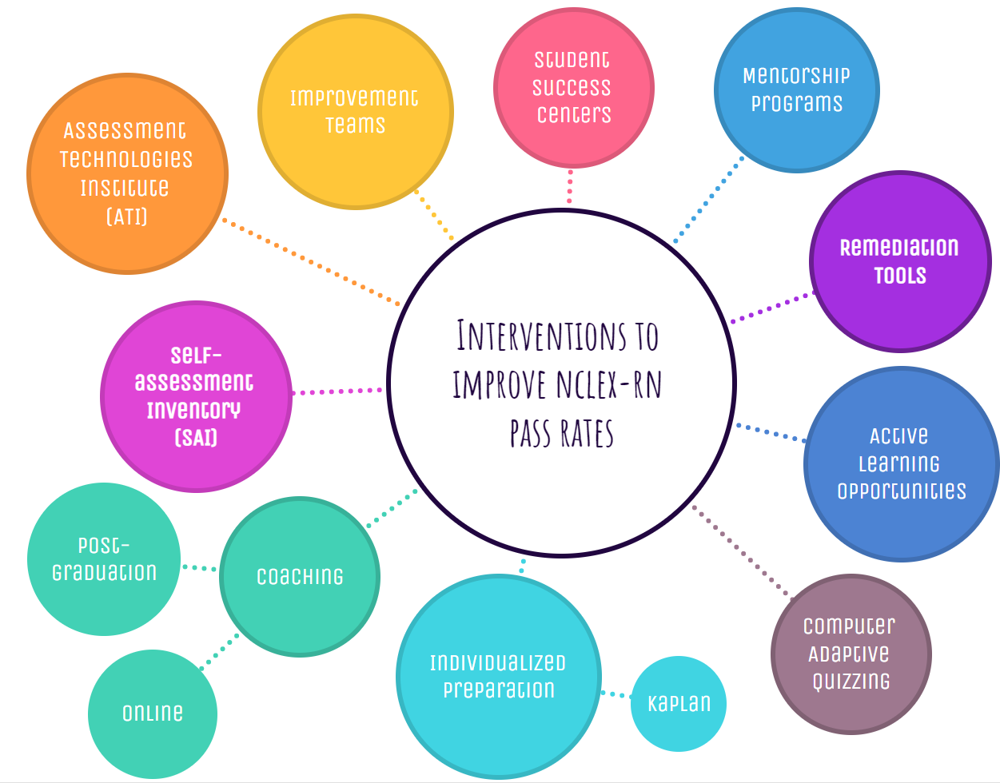 Student
Success
Centers
Mentorship
Programs
Improvement
Teams
Assessment
Technologies
Institute
(ATI)
Remediation
Tools
Interventions to
improve nclex-rn
pass rates
Self-
assessment
Inventory
(SAI)
Active
Learning
Opportunities
Post-
Graduation
Coaching
Computer
Adaptive
Quizzing
Individualized
Preparation
Kaplan
Online